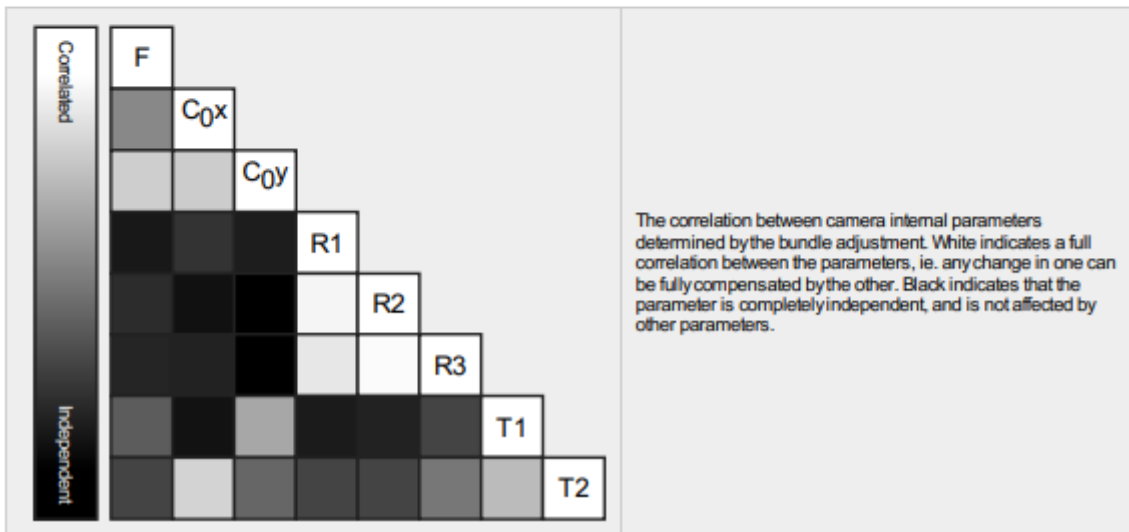 Correlated
Independent
F
C0x
C0y
R1
R2
R3
T1
T2
The correlation between camera internal parameters
determined by the bundle adjustment. White indicates a full
correlation between the parameters, ie. any change in one can
be fully compensated by the other. Black indicates that the
parameter is completely independent, and is not affected by
other parameters.